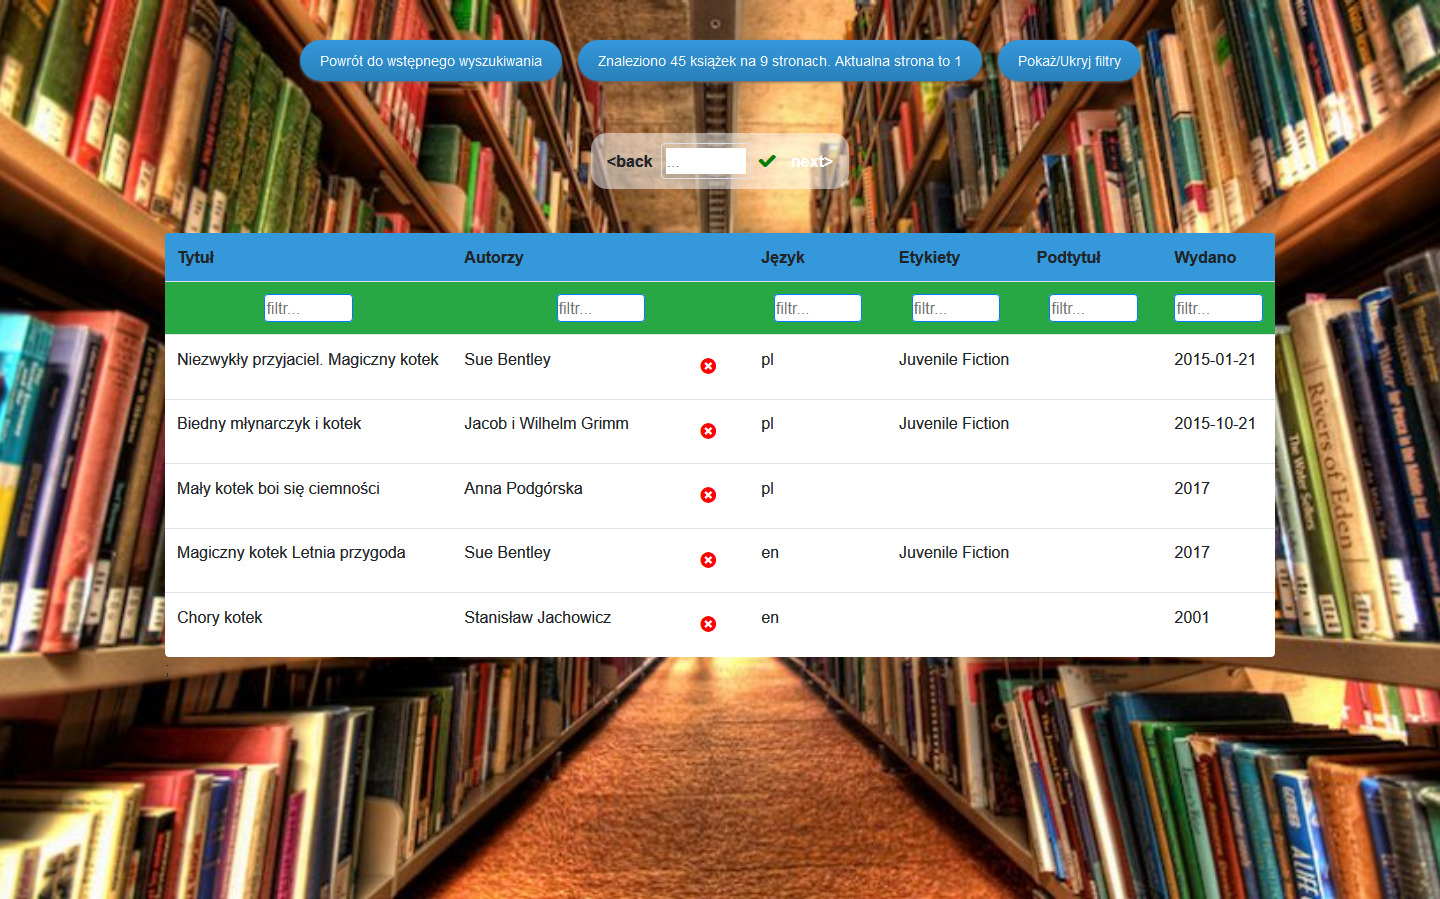 Powrót do wstępnego wyszukiwania
Znaleziono 45 książek na 9 stronach. Aktualna strona to 1
Pokaż/Ukryj filtry
<back ... next>
Tytuł Autorzy Język Etykiety Podtytuł Wydano
filtr... filtr... filtr... filtr... filtr... filtr...
Niezwykły przyjaciel. Magiczny kotek Sue Bentley pl Juvenile Fiction 2015-01-21
Biedny młynarczyk i kotek Jacob i Wilhelm Grimm pl Juvenile Fiction 2015-10-21
Mały kotek boi się ciemności Anna Podgórska pl 2017
Magiczny kotek Letnia przygoda Sue Bentley en Juvenile Fiction 2017
Chory kotek Stanisław Jachowicz en 2001
Rivers of Eden
The Water Sellers